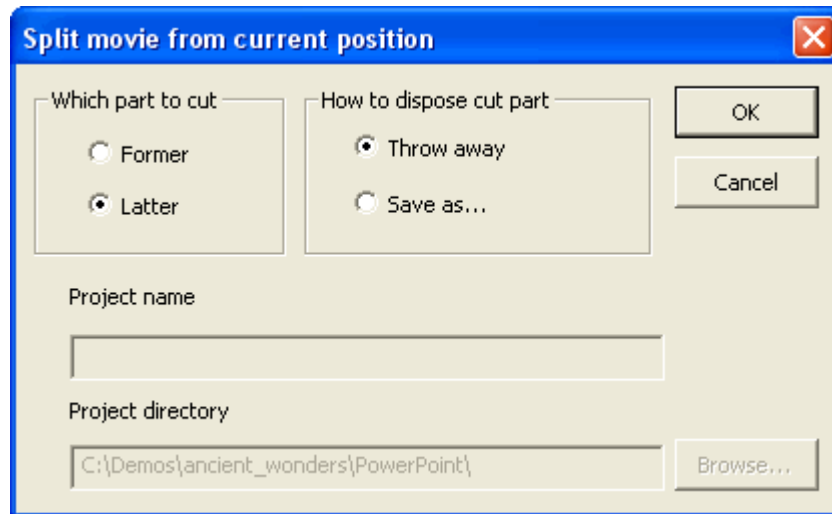 Split movie from current position
Which part to cut
Former
Latter
How to dispose cut part
Throw away
Save as...
OK
Cancel
Project name
Project directory
C:\Demos\ancient_wonders\PowerPoint\
Browse...